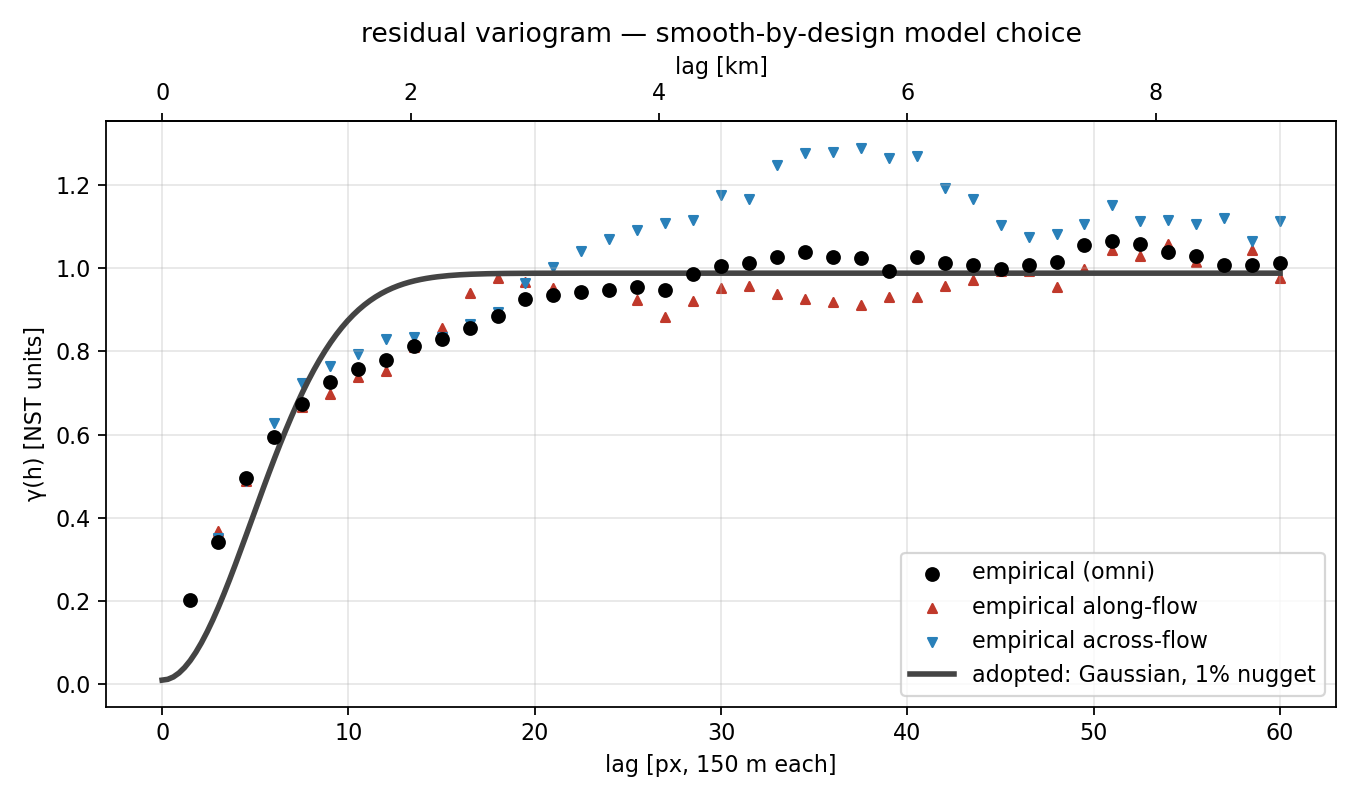 residual variogram — smooth-by-design model choice
lag [km]
0 2 4 6 8
γ(h) [NST units]
1.2
1.0
0.8
0.6
0.4
0.2
0.0
empirical (omni)
empirical along-flow
empirical across-flow
adopted: Gaussian, 1% nugget
0 10 20 30 40 50 60
lag [px, 150 m each]